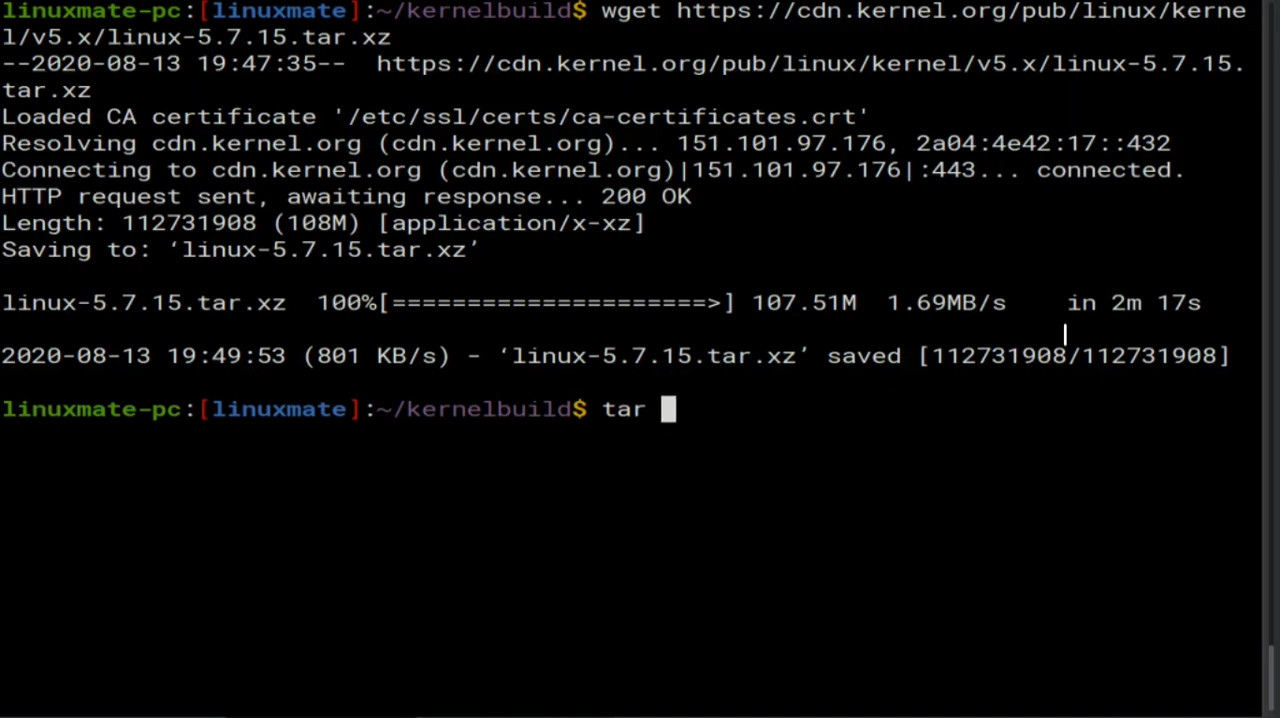 linuxmate-pc:[linuxmate]:~/kernelbuild$ wget https://cdn.kernel.org/pub/linux/kerne
l/v5.x/linux-5.7.15.tar.xz
--2020-08-13 19:47:35--  https://cdn.kernel.org/pub/linux/kernel/v5.x/linux-5.7.15.
tar.xz
Loaded CA certificate '/etc/ssl/certs/ca-certificates.crt'
Resolving cdn.kernel.org (cdn.kernel.org)... 151.101.97.176, 2a04:4e42:17::432
Connecting to cdn.kernel.org (cdn.kernel.org)|151.101.97.176|:443... connected.
HTTP request sent, awaiting response... 200 OK
Length: 112731908 (108M) [application/x-xz]
Saving to: ‘linux-5.7.15.tar.xz’
linux-5.7.15.tar.xz  100%[=====================>] 107.51M  1.69MB/s    in 2m 17s
2020-08-13 19:49:53 (801 KB/s) - ‘linux-5.7.15.tar.xz’ saved [112731908/112731908]
linuxmate-pc:[linuxmate]:~/kernelbuild$ tar